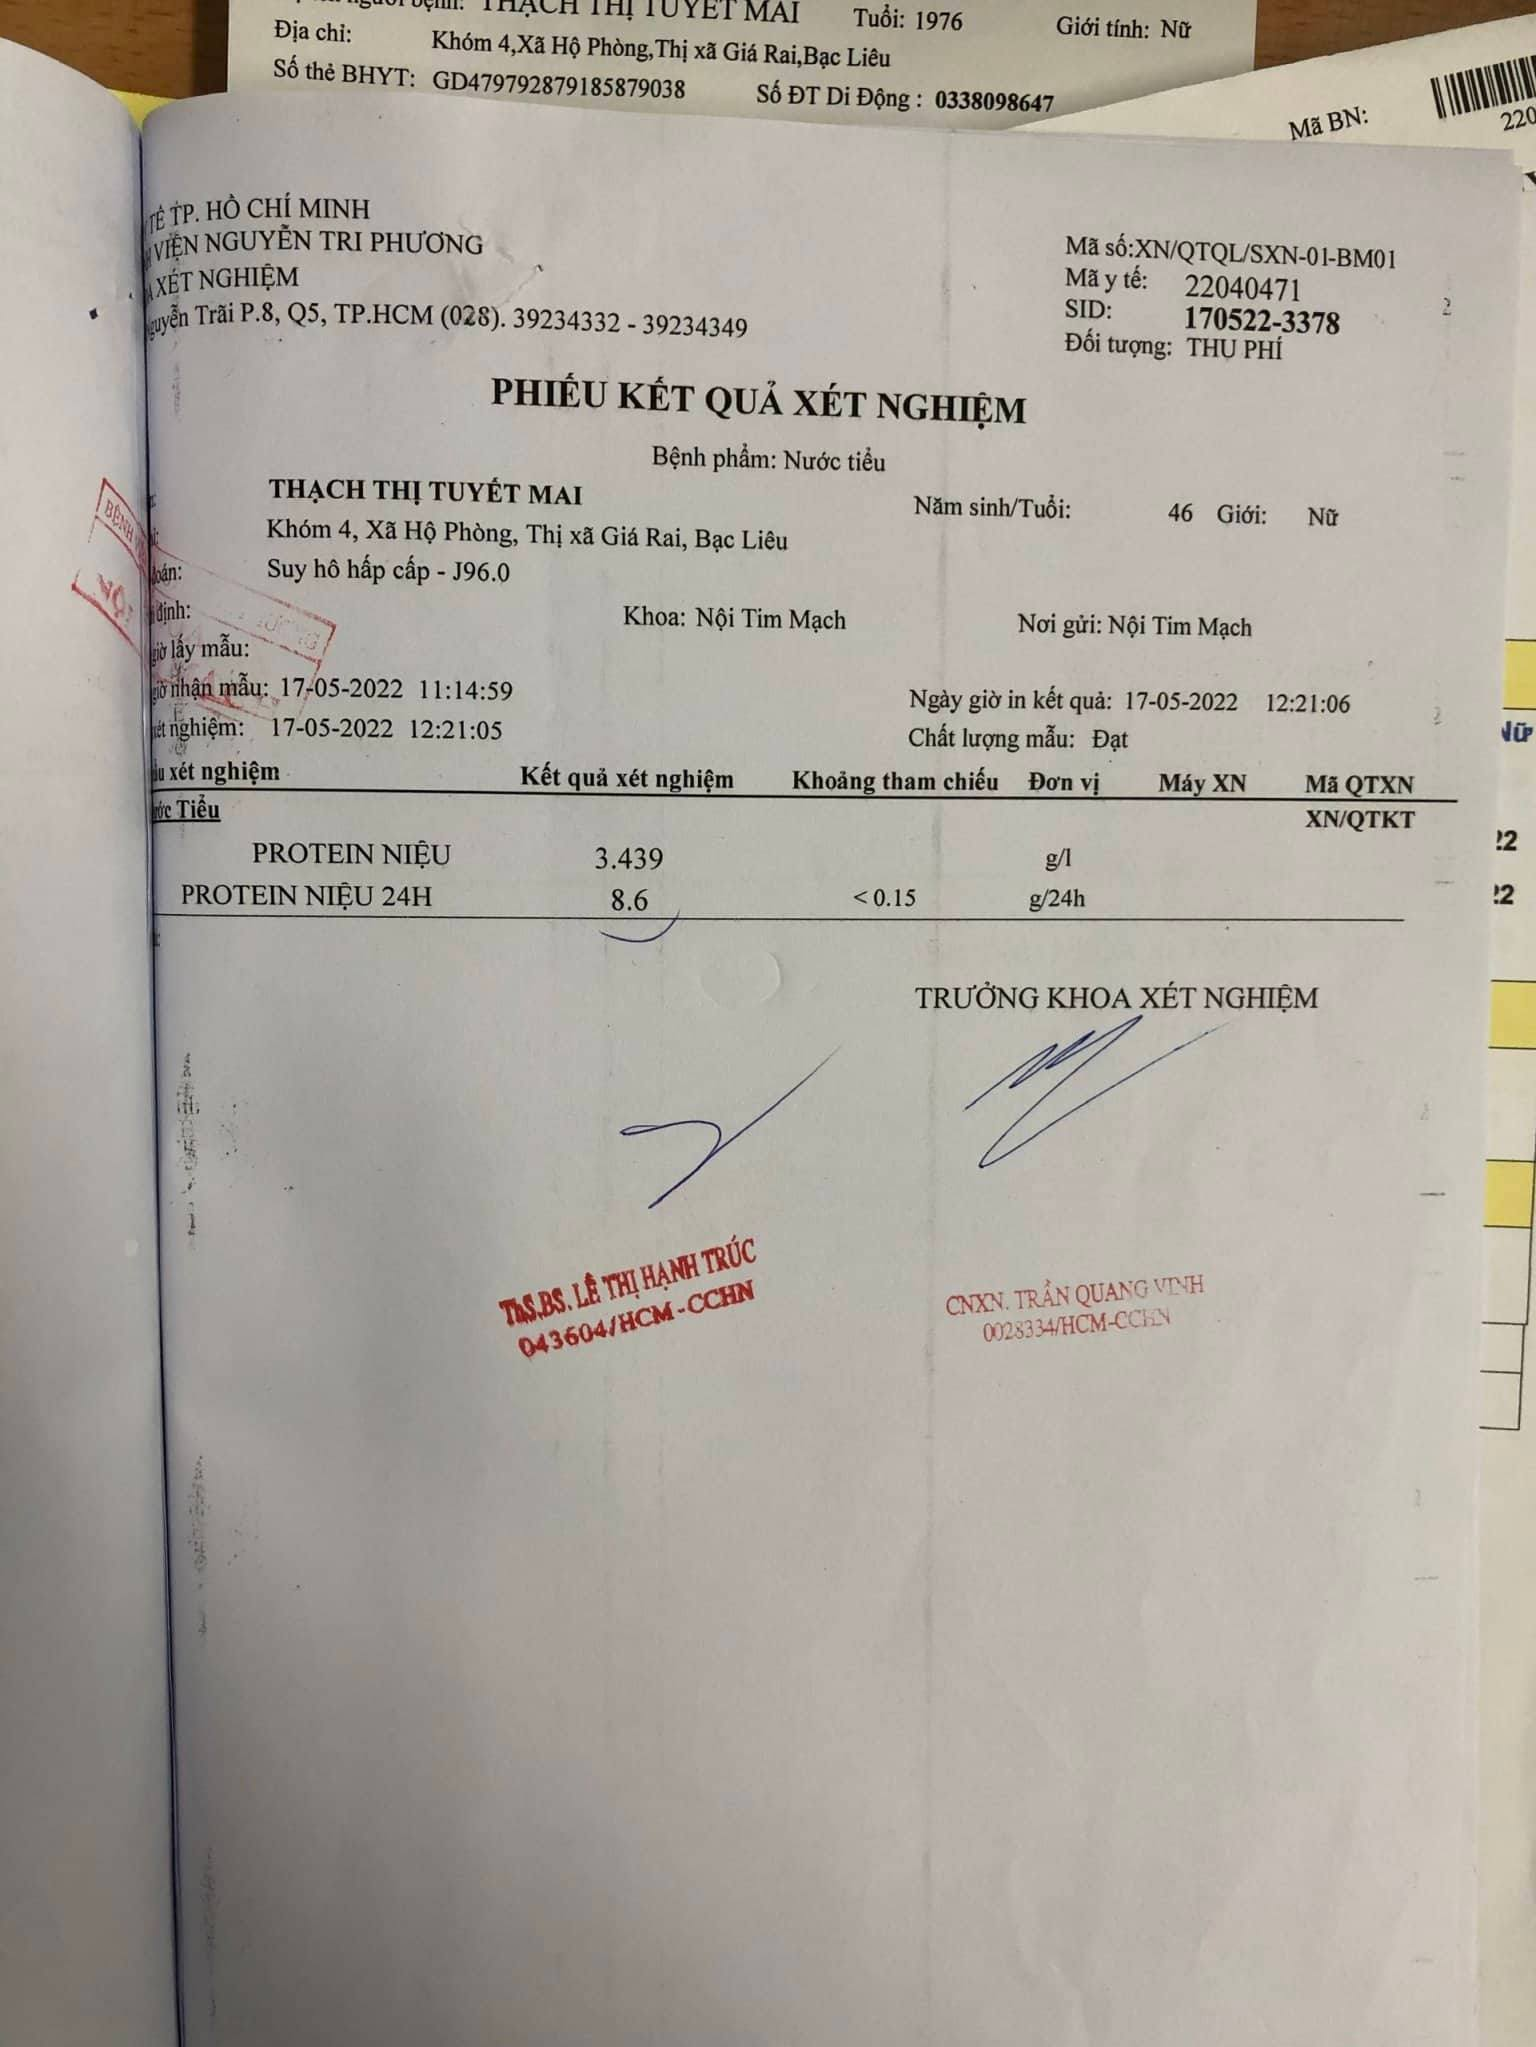 THẠCH THỊ TUYẾT MAI Tuổi: 1976 Giới tính: Nữ
Địa chỉ: Khóm 4,Xã Hộ Phòng,Thị xã Giá Rai,Bạc Liêu
Số thẻ BHYT: GD479792879185879038 Số ĐT Di Động : 0338098647
Mã BN:
220
TẾ TP. HỒ CHÍ MINH
VIỆN NGUYỄN TRI PHƯƠNG
XÉT NGHIỆM
guyễn Trãi P.8, Q5, TP.HCM (028). 39234332 - 39234349
Mã số:XN/QTQL/SXN-01-BM01
Mã y tế: 22040471
SID: 170522-3378
Đối tượng: THU PHÍ
PHIẾU KẾT QUẢ XÉT NGHIỆM
Bệnh phẩm: Nước tiểu
THẠCH THỊ TUYẾT MAI Năm sinh/Tuổi: 46 Giới: Nữ
Khóm 4, Xã Hộ Phòng, Thị xã Giá Rai, Bạc Liêu
đoán: Suy hô hấp cấp - J96.0
định: Khoa: Nội Tim Mạch Nơi gửi: Nội Tim Mạch
giờ lấy mẫu:
giờ nhận mẫu: 17-05-2022 11:14:59 Ngày giờ in kết quả: 17-05-2022 12:21:06
xét nghiệm: 17-05-2022 12:21:05 Chất lượng mẫu: Đạt
xét nghiệm Kết quả xét nghiệm Khoảng tham chiếu Đơn vị Máy XN Mã QTXN
ước Tiểu XN/QTKT
PROTEIN NIỆU 3.439 g/l
PROTEIN NIỆU 24H 8.6 < 0.15 g/24h
TRƯỞNG KHOA XÉT NGHIỆM
ThS.BS. LÊ THỊ HẠNH TRÚC
043604/HCM-CCHN
CNXN. TRẦN QUANG VINH
0028334/HCM-CCHN
BỆNH
Nữ
22
22